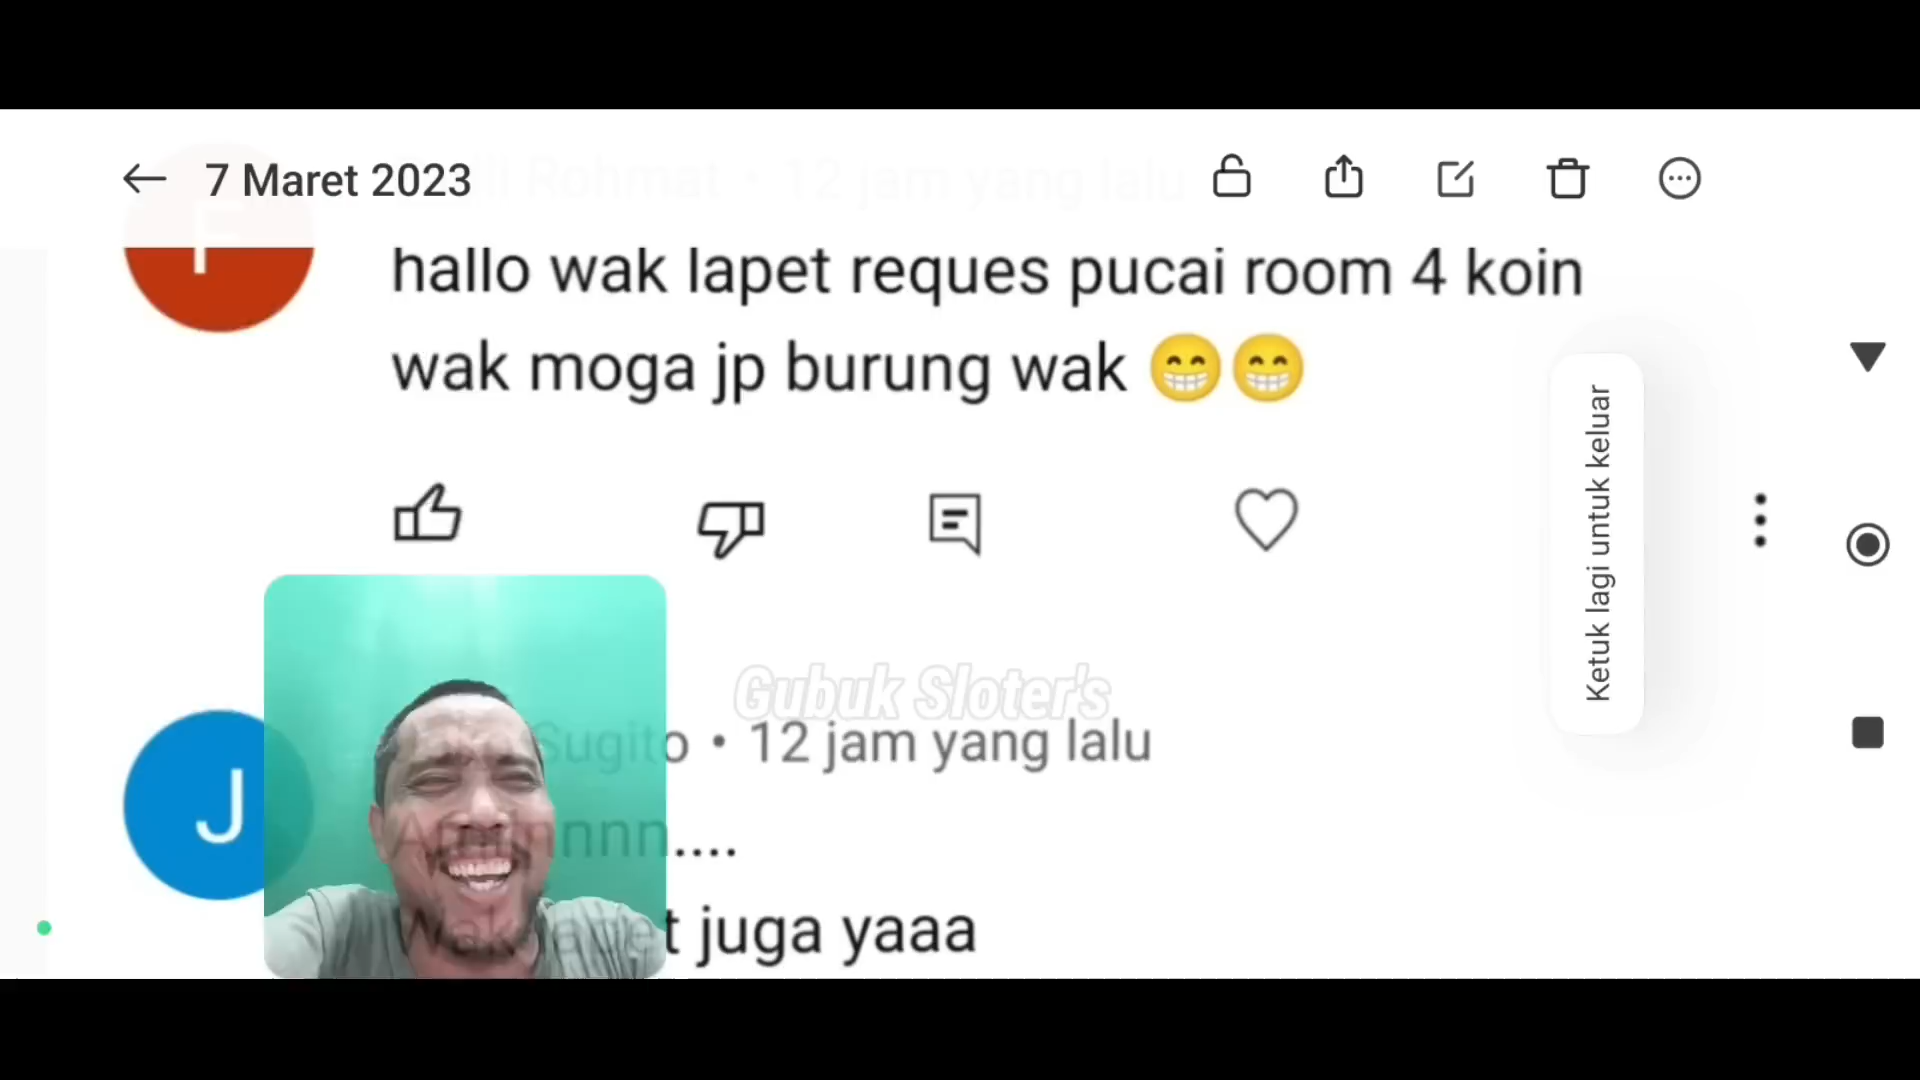 7 Maret 2023
Rohmat • 12 jam yang lalu
F
hallo wak lapet reques pucai room 4 koin
wak moga jp burung wak 😁😁
Ketuk lagi untuk keluar
Gubuk Sloter's
J
Sugito • 12 jam yang lalu
juga yaaa